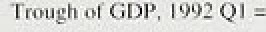 Trough of GDP, 1992 Q1 =